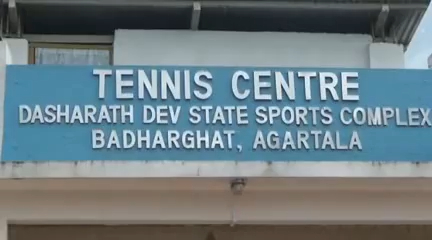 TENNIS CENTRE
DASHARATH DEV STATE SPORTS COMPLEX
BADHARGHAT, AGARTALA